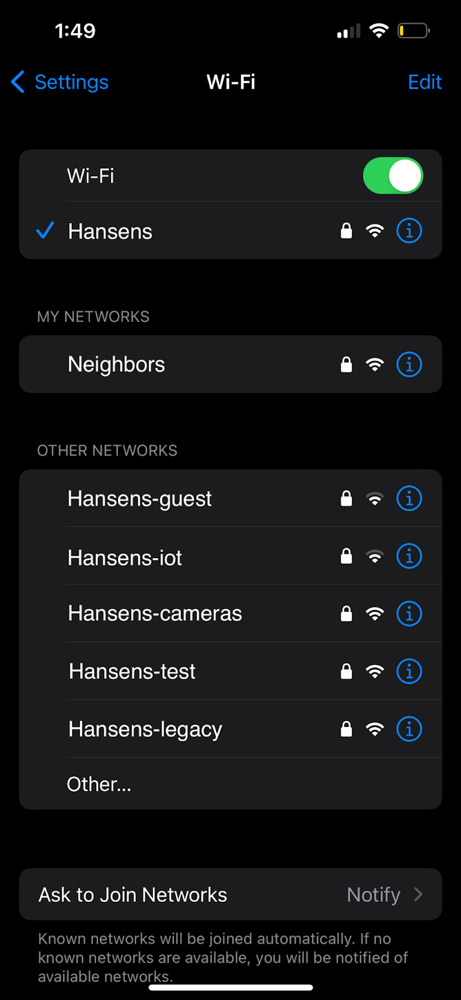 1:49
Settings
Wi-Fi
Edit
Wi-Fi
Hansens
MY NETWORKS
Neighbors
OTHER NETWORKS
Hansens-guest
Hansens-iot
Hansens-cameras
Hansens-test
Hansens-legacy
Other...
Ask to Join Networks Notify
Known networks will be joined automatically. If no
known networks are available, you will be notified of
available networks.